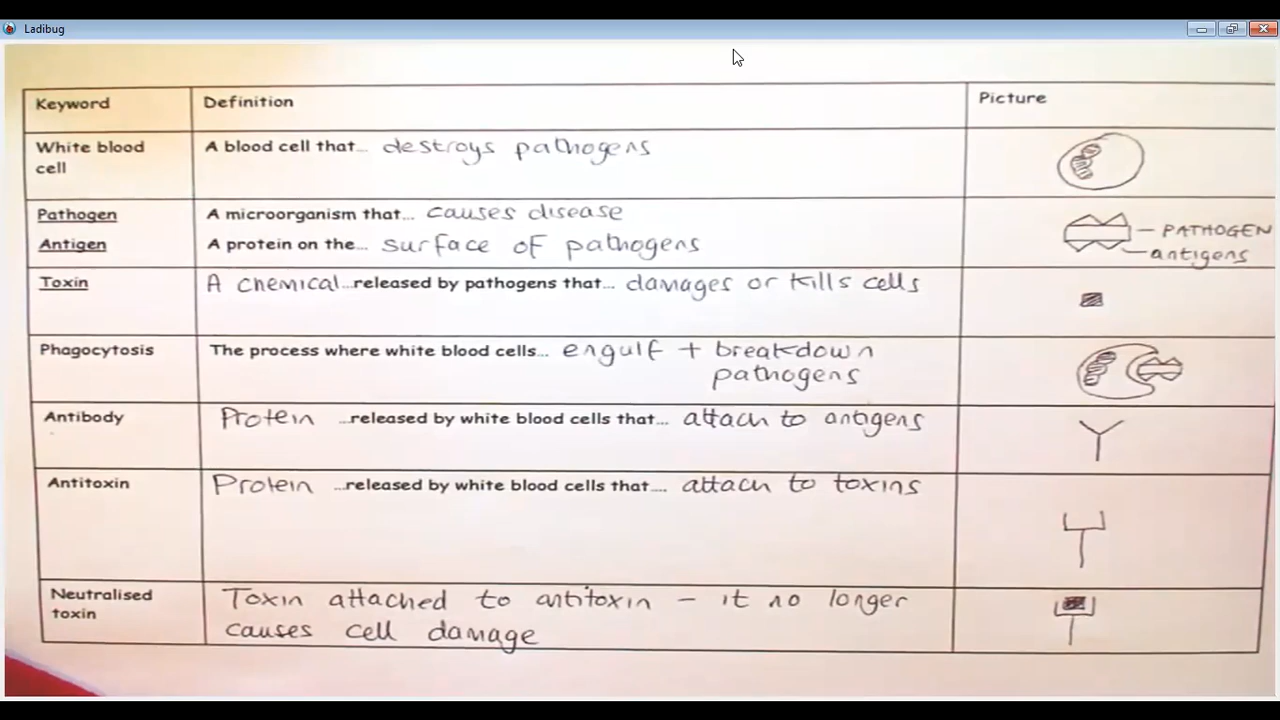 Ladibug
Keyword Definition Picture
White blood cell A blood cell that... destroys pathogens
Pathogen A microorganism that... causes disease
Antigen A protein on the... surface of pathogens
PATHOGEN
antigens
Toxin A chemical...released by pathogens that... damages or kills cells
Phagocytosis The process where white blood cells... engulf + breakdown
pathogens
Antibody Protein ...released by white blood cells that... attach to antigens
Antitoxin Protein ...released by white blood cells that.... attach to toxins
Neutralised toxin Toxin attached to antitoxin - it no longer
causes cell damage